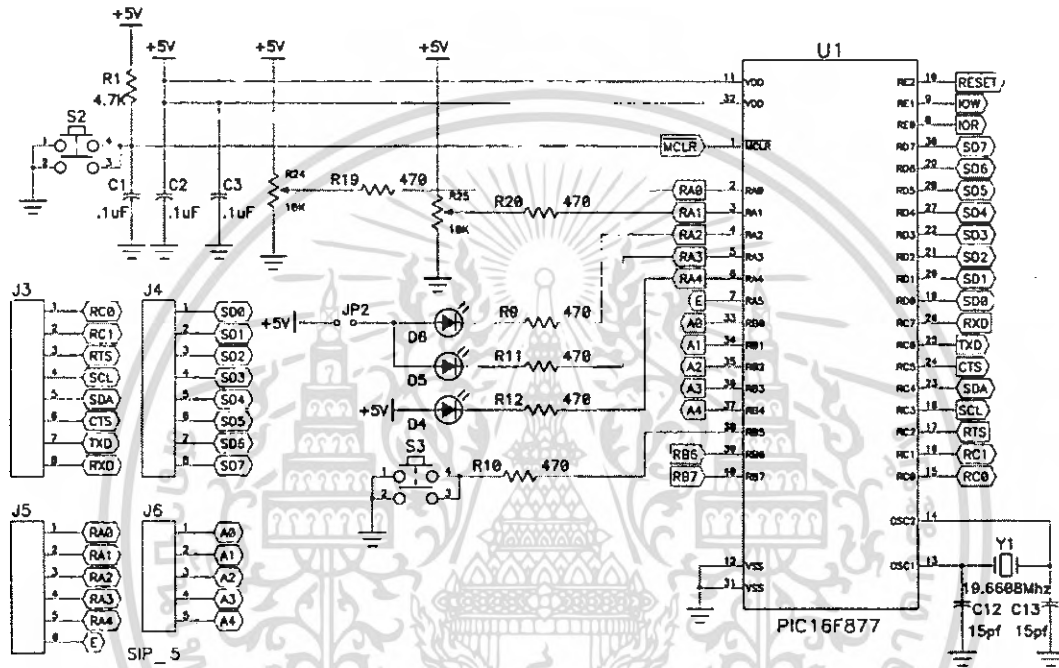 +5V
+5V +5V +5V
R1
4.7K
S2
1 4
2 3
C1 C2 C3
.1uF .1uF .1uF
R24
10K
R19 470
R25
10K
R20 470
U1
PIC16F877
11 VDD
32 VDD
MCLR 1 MCLR
RA0 2 RA0
RA1 3 RA1
RA2 4 RA2
RA3 5 RA3
RA4 6 RA4
E 7 RA5
A0 33 RB0
A1 34 RB1
A2 35 RB2
A3 36 RB3
A4 37 RB4
38 RB5
RB6 39 RB6
RB7 40 RB7
12 VSS
31 VSS
RE2 10 RESET
RE1 9 IOW
RE0 8 IOR
RD7 30 SD7
RD6 29 SD6
RD5 28 SD5
RD4 27 SD4
RD3 22 SD3
RD2 21 SD2
RD1 20 SD1
RD0 19 SD0
RC7 26 RXD
RC6 25 TXD
RC5 24 CTS
RC4 23 SDA
RC3 18 SCL
RC2 17 RTS
RC1 16 RC1
RC0 15 RC0
OSC2 14
OSC1 13
Y1
19.6608Mhz
C12 C13
15pf 15pf
J3
1 RC0
2 RC1
3 RTS
4 SCL
5 SDA
6 CTS
7 TXD
8 RXD
J4
1 SD0
2 SD1
3 SD2
4 SD3
5 SD4
6 SD5
7 SD6
8 SD7
+5V JP2
D6
R9 470
D5
R11 470
+5V
D4
R12 470
S3
1 4
2 3
R10 470
J5
1 RA0
2 RA1
3 RA2
4 RA3
5 RA4
6 E
J6
1 A0
2 A1
3 A2
4 A3
5 A4
SIP_5